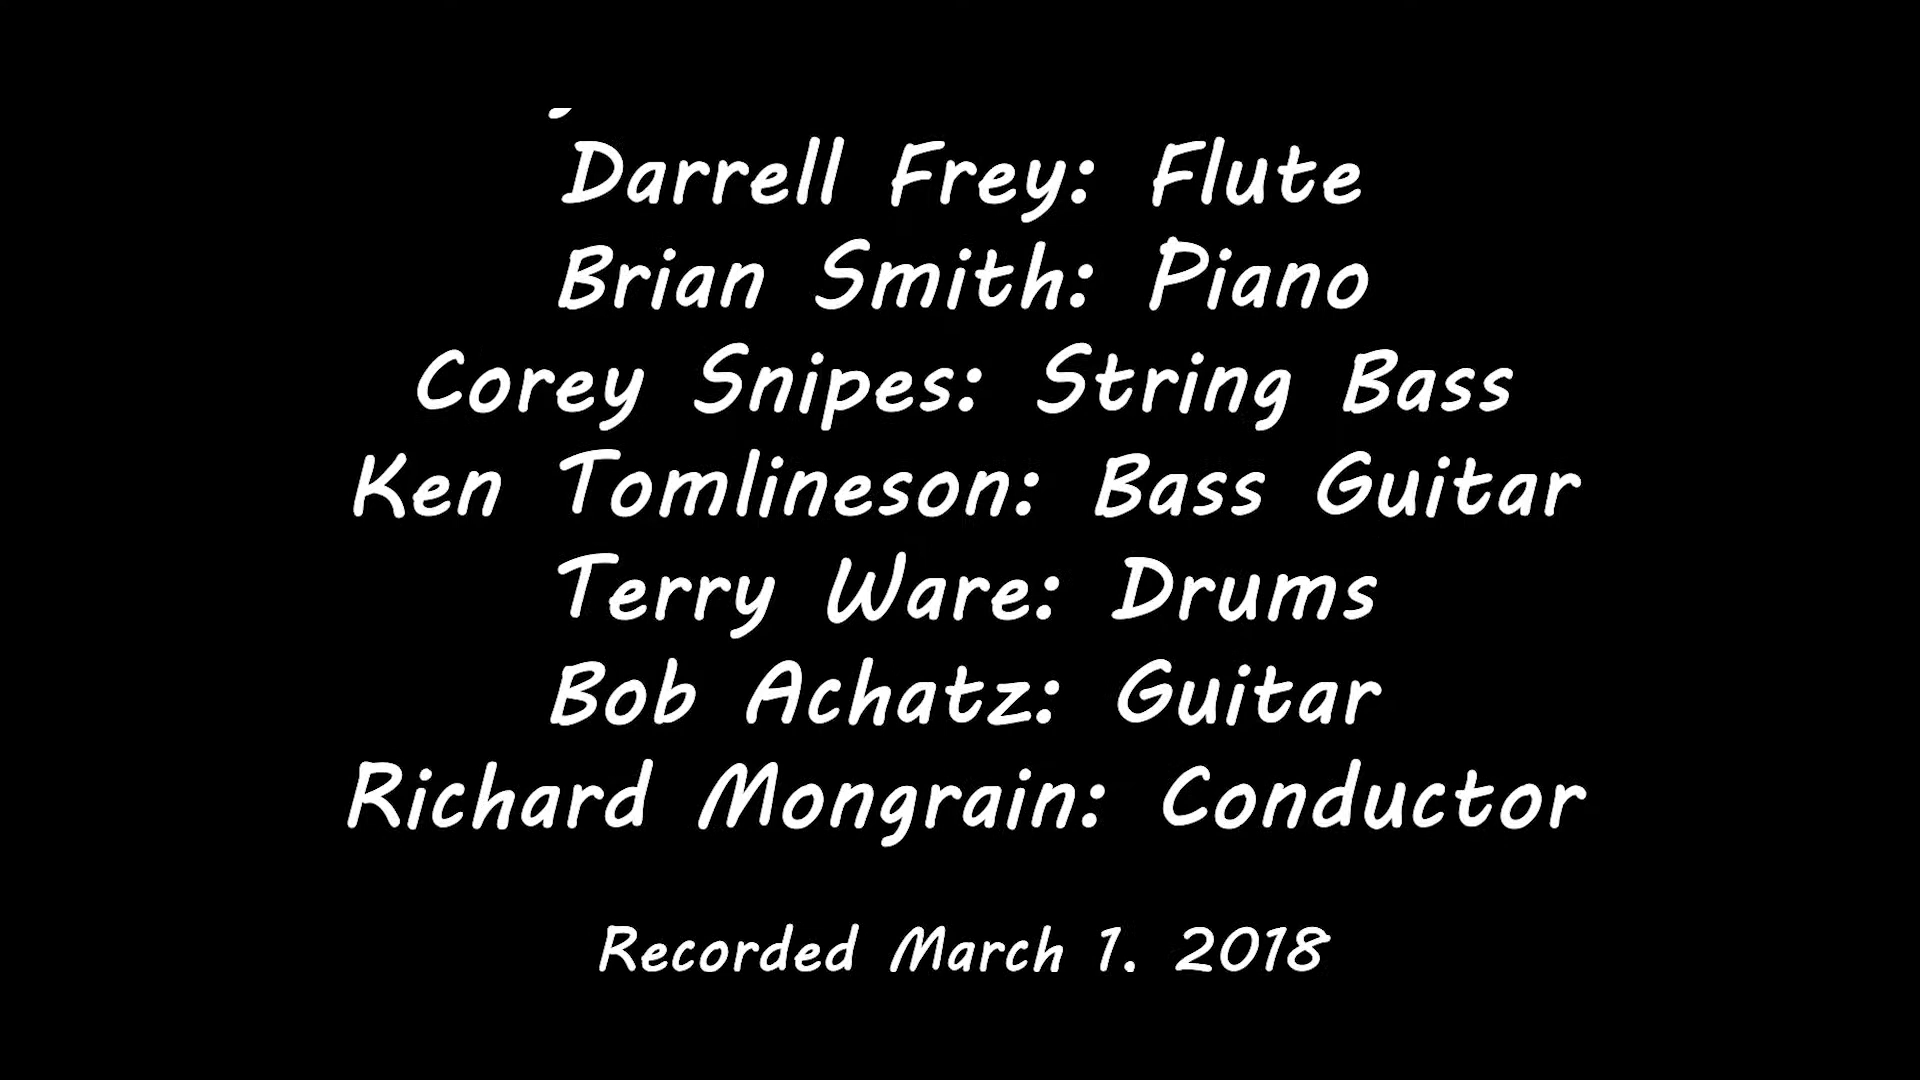 Darrell Frey: Flute
Brian Smith: Piano
Corey Snipes: String Bass
Ken Tomlineson: Bass Guitar
Terry Ware: Drums
Bob Achatz: Guitar
Richard Mongrain: Conductor
Recorded March 1. 2018